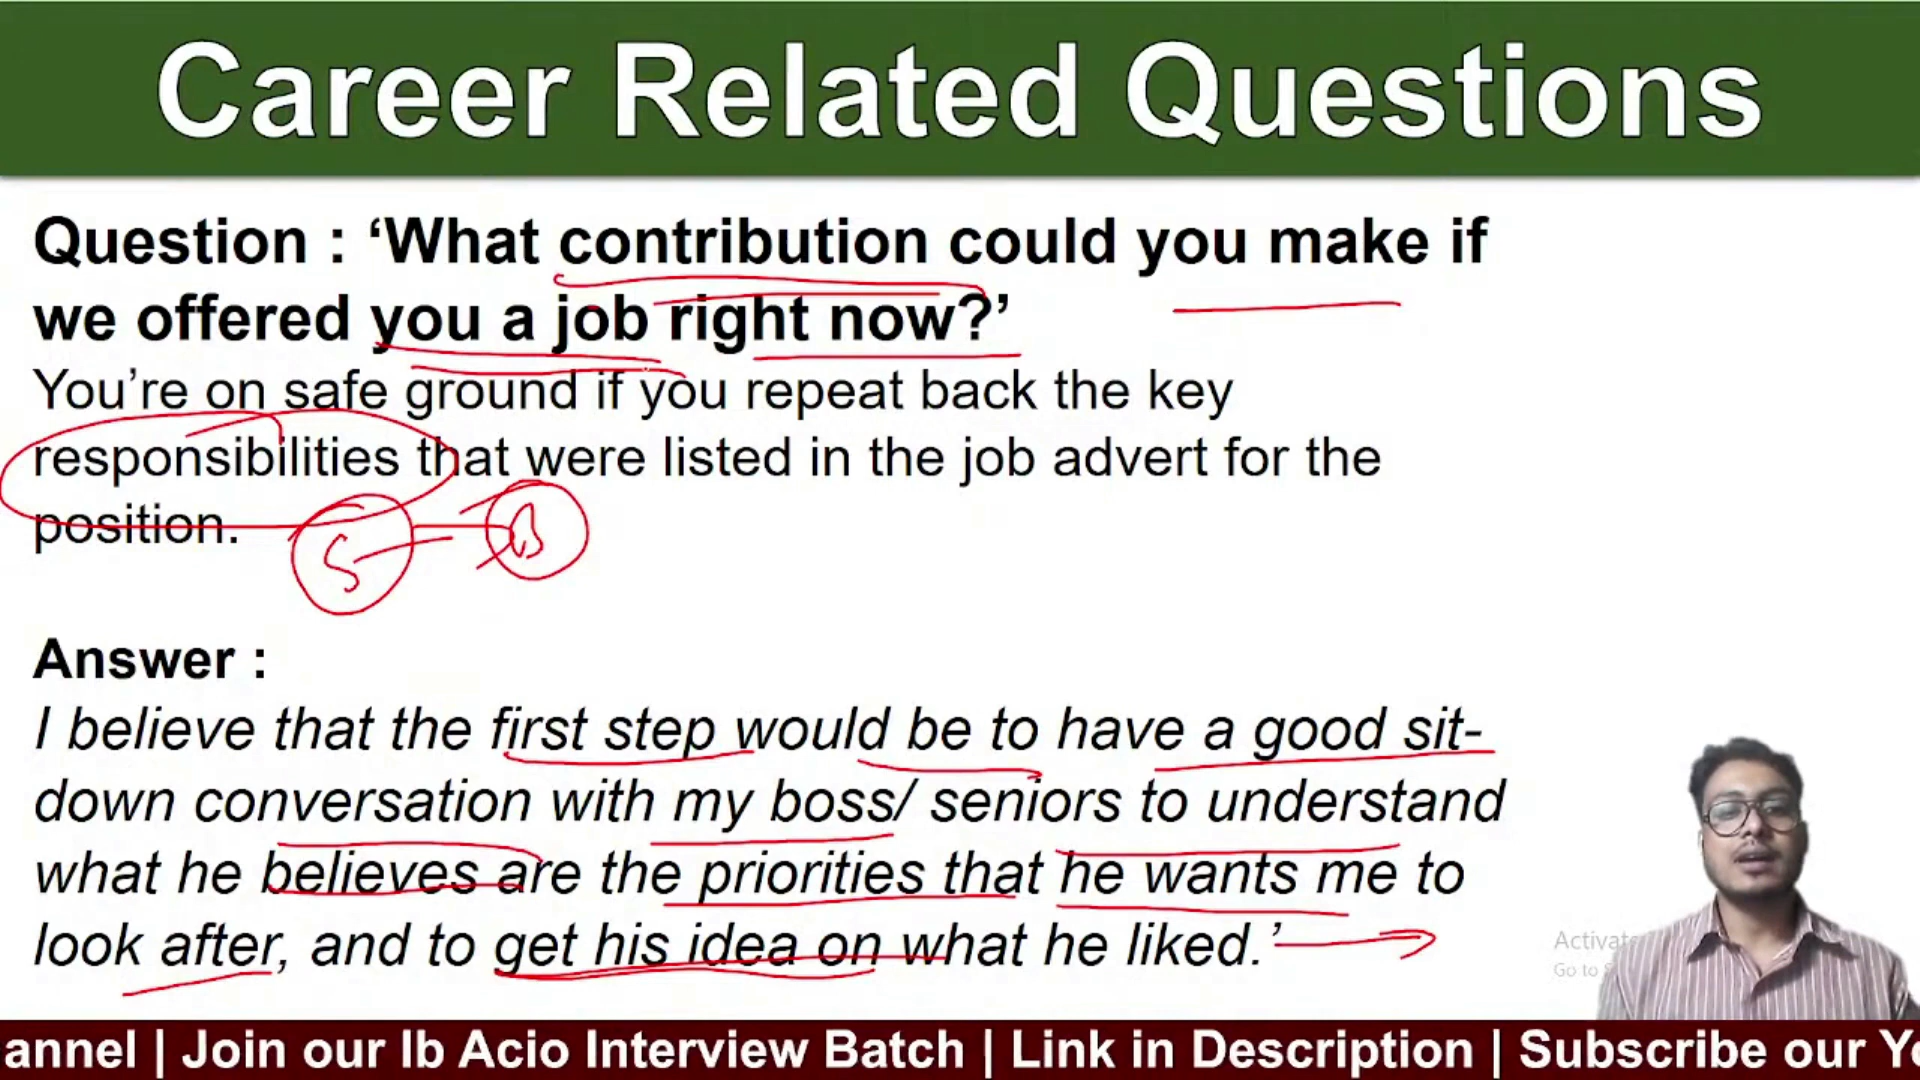 Career Related Questions
Question : ‘What contribution could you make if
we offered you a job right now?’
You’re on safe ground if you repeat back the key
responsibilities that were listed in the job advert for the
position.
S
Answer :
I believe that the first step would be to have a good sit-
down conversation with my boss/ seniors to understand
what he believes are the priorities that he wants me to
look after, and to get his idea on what he liked.’
Go to
annel | Join our Ib Acio Interview Batch | Link in Description | Subscribe our